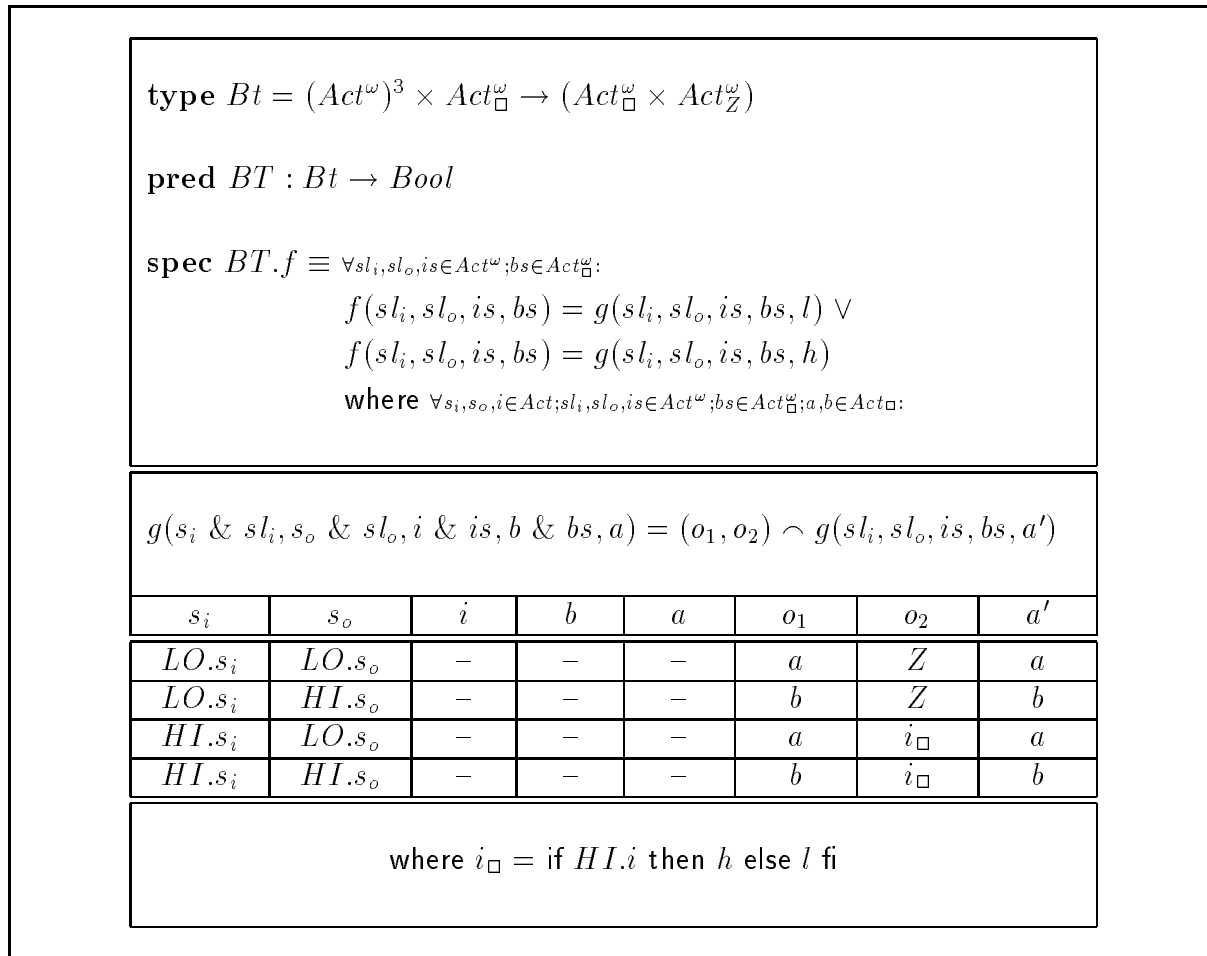 type Bt = (Act^ω)^3 × Act^ω_□ → (Act^ω_□ × Act^ω_Z)
pred BT : Bt → Bool
spec BT.f ≡ ∀sl_i,sl_o,is∈Act^ω;bs∈Act^ω_□:
f(sl_i, sl_o, is, bs) = g(sl_i, sl_o, is, bs, l) ∨
f(sl_i, sl_o, is, bs) = g(sl_i, sl_o, is, bs, h)
where ∀s_i,s_o,i∈Act;sl_i,sl_o,is∈Act^ω;bs∈Act^ω_□;a,b∈Act_□:
g(s_i & sl_i, s_o & sl_o, i & is, b & bs, a) = (o_1, o_2) ⌢ g(sl_i, sl_o, is, bs, a′)
s_i s_o i b a o_1 o_2 a′
LO.s_i LO.s_o – – – a Z a
LO.s_i HI.s_o – – – b Z b
HI.s_i LO.s_o – – – a i_□ a
HI.s_i HI.s_o – – – b i_□ b
where i_□ = if HI.i then h else l fi